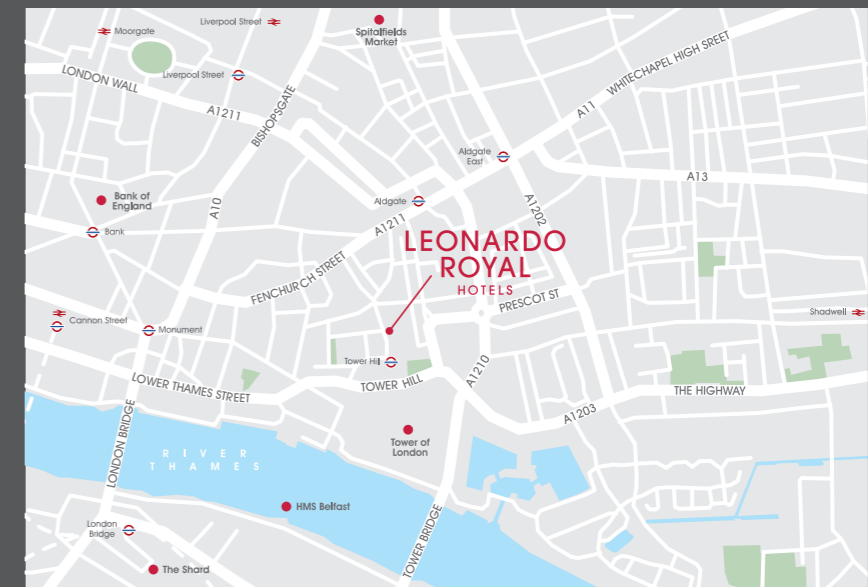 Moorgate
Liverpool Street
Spitalfields
Market
Liverpool Street
LONDON WALL
A1211
BISHOPSGATE
WHITECHAPEL HIGH SREET
A11
Aldgate
East
A13
Bank of
England
Bank
A10
Aldgate
A1211
A1202
LEONARDO
ROYAL
HOTELS
FENCHURCH STREET
PRESCOT ST
Cannon Street
Monument
Shadwell
Tower Hill
LOWER THAMES STREET
TOWER HILL
A1210
THE HIGHWAY
A1203
LONDON BRIDGE
RIVER
THAMES
Tower of
London
HMS Belfast
London
Bridge
The Shard
TOWER BRIDGE